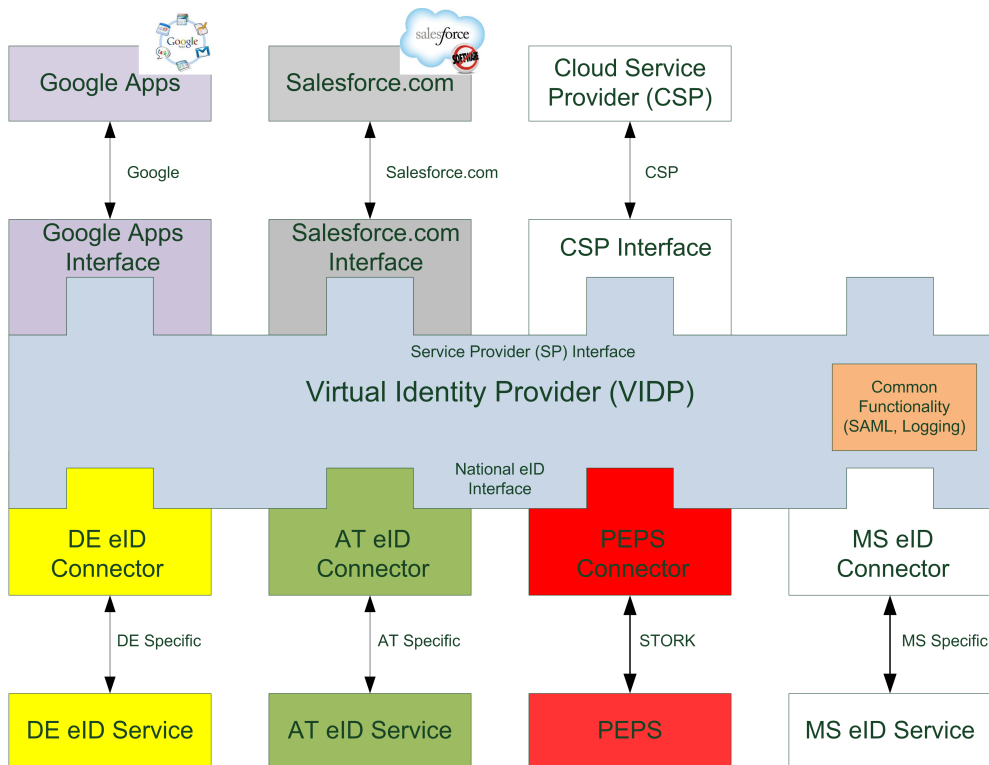 Google
salesforce
SOFTWARE
Google Apps
Salesforce.com
Cloud Service
Provider (CSP)
Google
Salesforce.com
CSP
Google Apps
Interface
Salesforce.com
Interface
CSP Interface
Service Provider (SP) Interface
Virtual Identity Provider (VIDP)
Common
Functionality
(SAML, Logging)
National eID
Interface
DE eID
Connector
AT eID
Connector
PEPS
Connector
MS eID
Connector
DE Specific
AT Specific
STORK
MS Specific
DE eID Service
AT eID Service
PEPS
MS eID Service